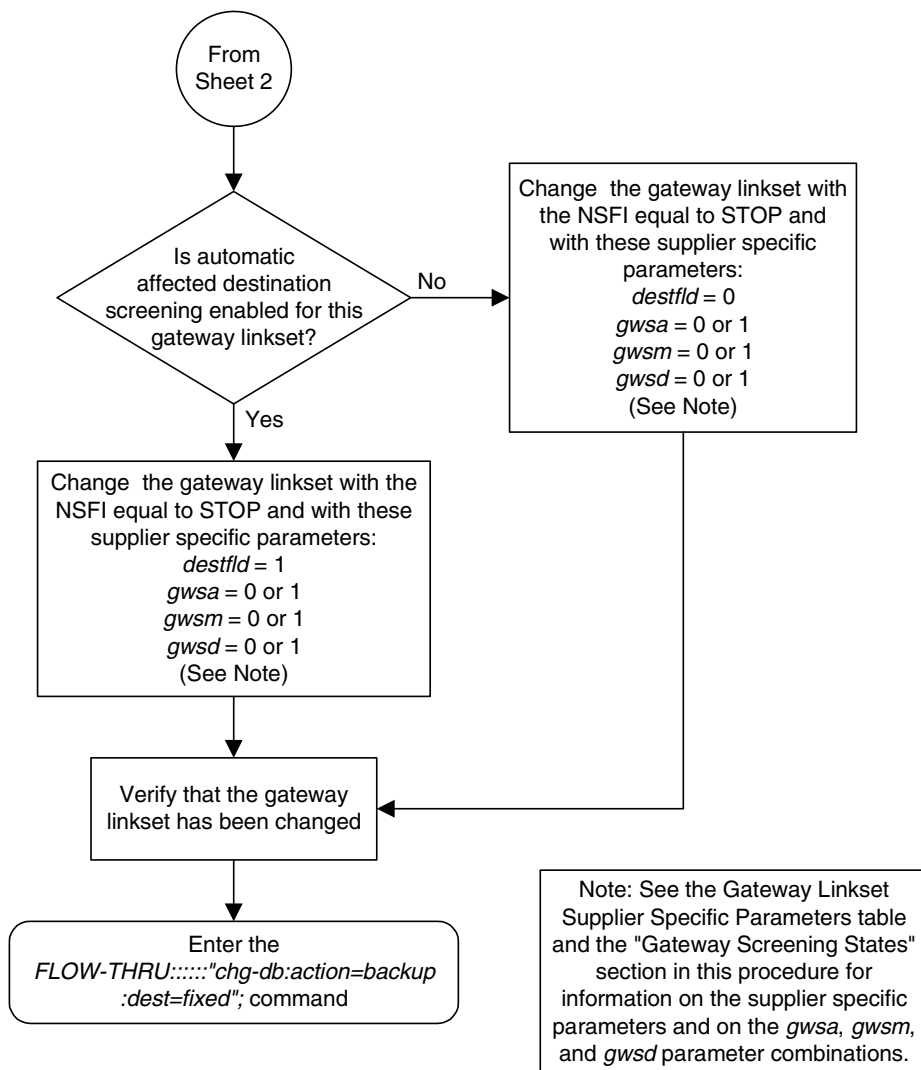 From
Sheet 2
Is automatic
affected destination
screening enabled for this
gateway linkset?
No
Yes
Change the gateway linkset with
the NSFI equal to STOP and
with these supplier specific
parameters:
destfld = 0
gwsa = 0 or 1
gwsm = 0 or 1
gwsd = 0 or 1
(See Note)
Change the gateway linkset with the
NSFI equal to STOP and with these
supplier specific parameters:
destfld = 1
gwsa = 0 or 1
gwsm = 0 or 1
gwsd = 0 or 1
(See Note)
Verify that the gateway
linkset has been changed
Enter the
FLOW-THRU::::::"chg-db:action=backup
:dest=fixed"; command
Note: See the Gateway Linkset
Supplier Specific Parameters table
and the "Gateway Screening States"
section in this procedure for
information on the supplier specific
parameters and on the gwsa, gwsm,
and gwsd parameter combinations.